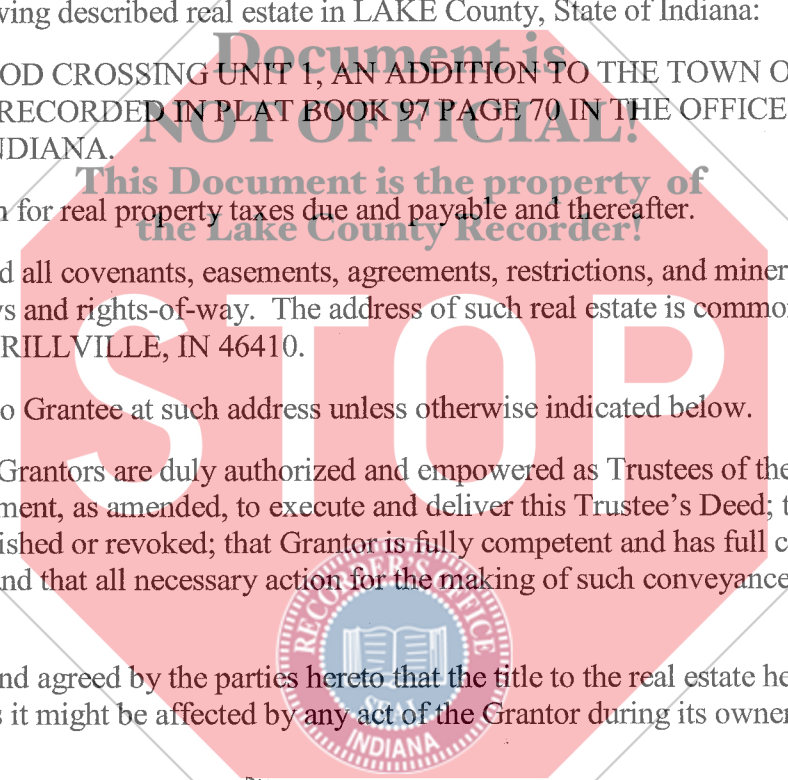 ving described real estate in LAKE County, State of Indiana:
Document is
OD CROSSING UNIT 1, AN ADDITION TO THE TOWN O
RECORDED IN PLAT BOOK 97 PAGE 70 IN THE OFFICE
NOT OFFICIAL!
NDIANA.
This Document is the property of
n for real property taxes due and payable and thereafter.
the Lake County Recorder!
d all covenants, easements, agreements, restrictions, and miner
ys and rights-of-way. The address of such real estate is commo
RILLVILLE, IN 46410.
STOP
o Grantee at such address unless otherwise indicated below.
Grantors are duly authorized and empowered as Trustees of the
ment, as amended, to execute and deliver this Trustee's Deed; t
ished or revoked; that Grantor is fully competent and has full c
and that all necessary action for the making of such conveyance
RECORDER'S OFFICE
SEAL
INDIANA
nd agreed by the parties hereto that the title to the real estate he
s it might be affected by any act of the Grantor during its owner